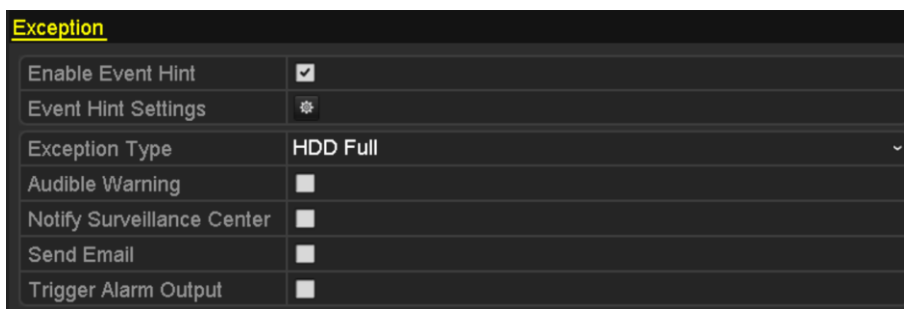 Exception
Enable Event Hint
Event Hint Settings
Exception Type HDD Full
Audible Warning
Notify Surveillance Center
Send Email
Trigger Alarm Output